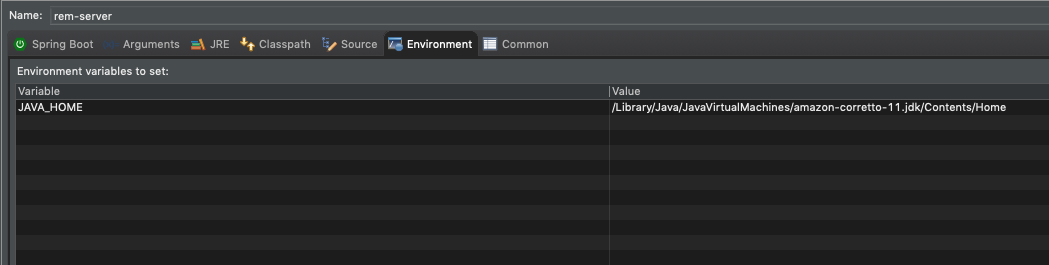 Name: rem-server
Spring Boot Arguments JRE Classpath Source Environment Common
Environment variables to set:
Variable Value
JAVA_HOME /Library/Java/JavaVirtualMachines/amazon-corretto-11.jdk/Contents/Home